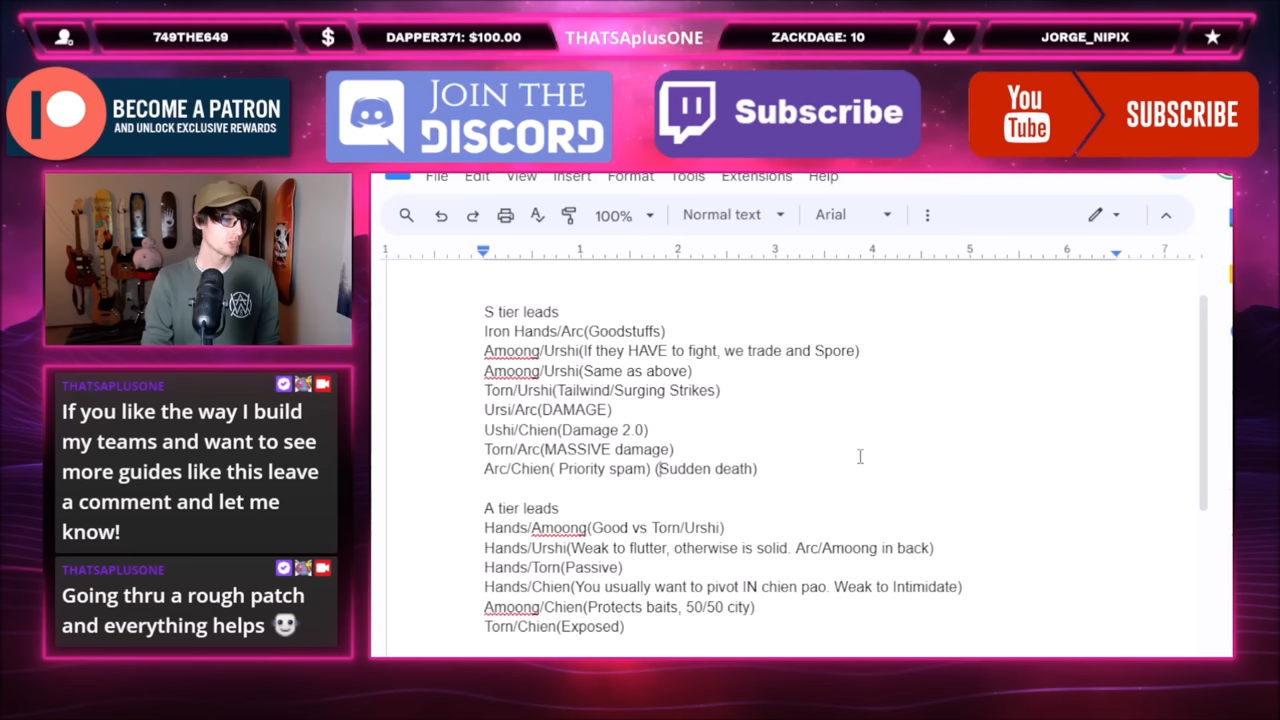 749THE649
$
DAPPER371: $100.00
THATSAplusONE
ZACKDAGE: 10
JORGE_NIPIX
BECOME A PATRON
AND UNLOCK EXCLUSIVE REWARDS
JOIN THE
DISCORD
Subscribe
You
Tube
SUBSCRIBE
File Edit View Insert Format Tools Extensions Help
100% Normal text Arial
1 1 2 3 4 5 6 7
S tier leads
Iron Hands/Arc(Goodstuffs)
Amoong/Urshi(If they HAVE to fight, we trade and Spore)
Amoong/Urshi(Same as above)
Torn/Urshi(Tailwind/Surging Strikes)
Ursi/Arc(DAMAGE)
Ushi/Chien(Damage 2.0)
Torn/Arc(MASSIVE damage)
Arc/Chien( Priority spam) (Sudden death)
A tier leads
Hands/Amoong(Good vs Torn/Urshi)
Hands/Urshi(Weak to flutter, otherwise is solid. Arc/Amoong in back)
Hands/Torn(Passive)
Hands/Chien(You usually want to pivot IN chien pao. Weak to Intimidate)
Amoong/Chien(Protects baits, 50/50 city)
Torn/Chien(Exposed)
THATSAPLUSONE
If you like the way I build
my teams and want to see
more guides like this leave
a comment and let me
know!
THATSAPLUSONE
Going thru a rough patch
and everything helps